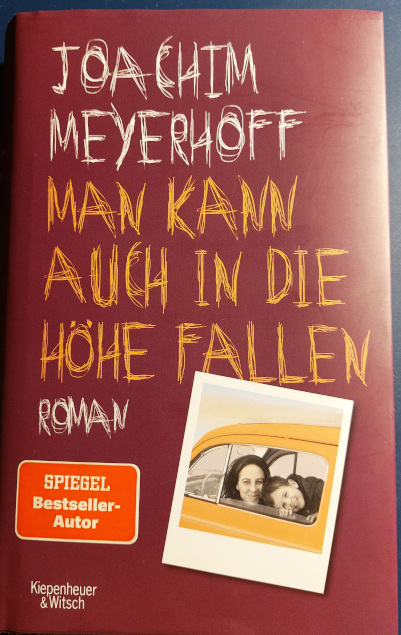 JOACHIM
MEYERHOFF
MAN KANN
AUCH IN DIE
HÖHE FALLEN
ROMAN
SPIEGEL
Bestseller-
Autor
Kiepenheuer
& Witsch